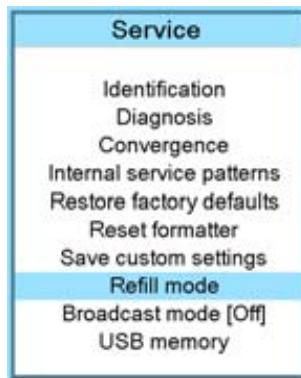 Service
Identification
Diagnosis
Convergence
Internal service patterns
Restore factory defaults
Reset formatter
Save custom settings
Refill mode
Broadcast mode [Off]
USB memory